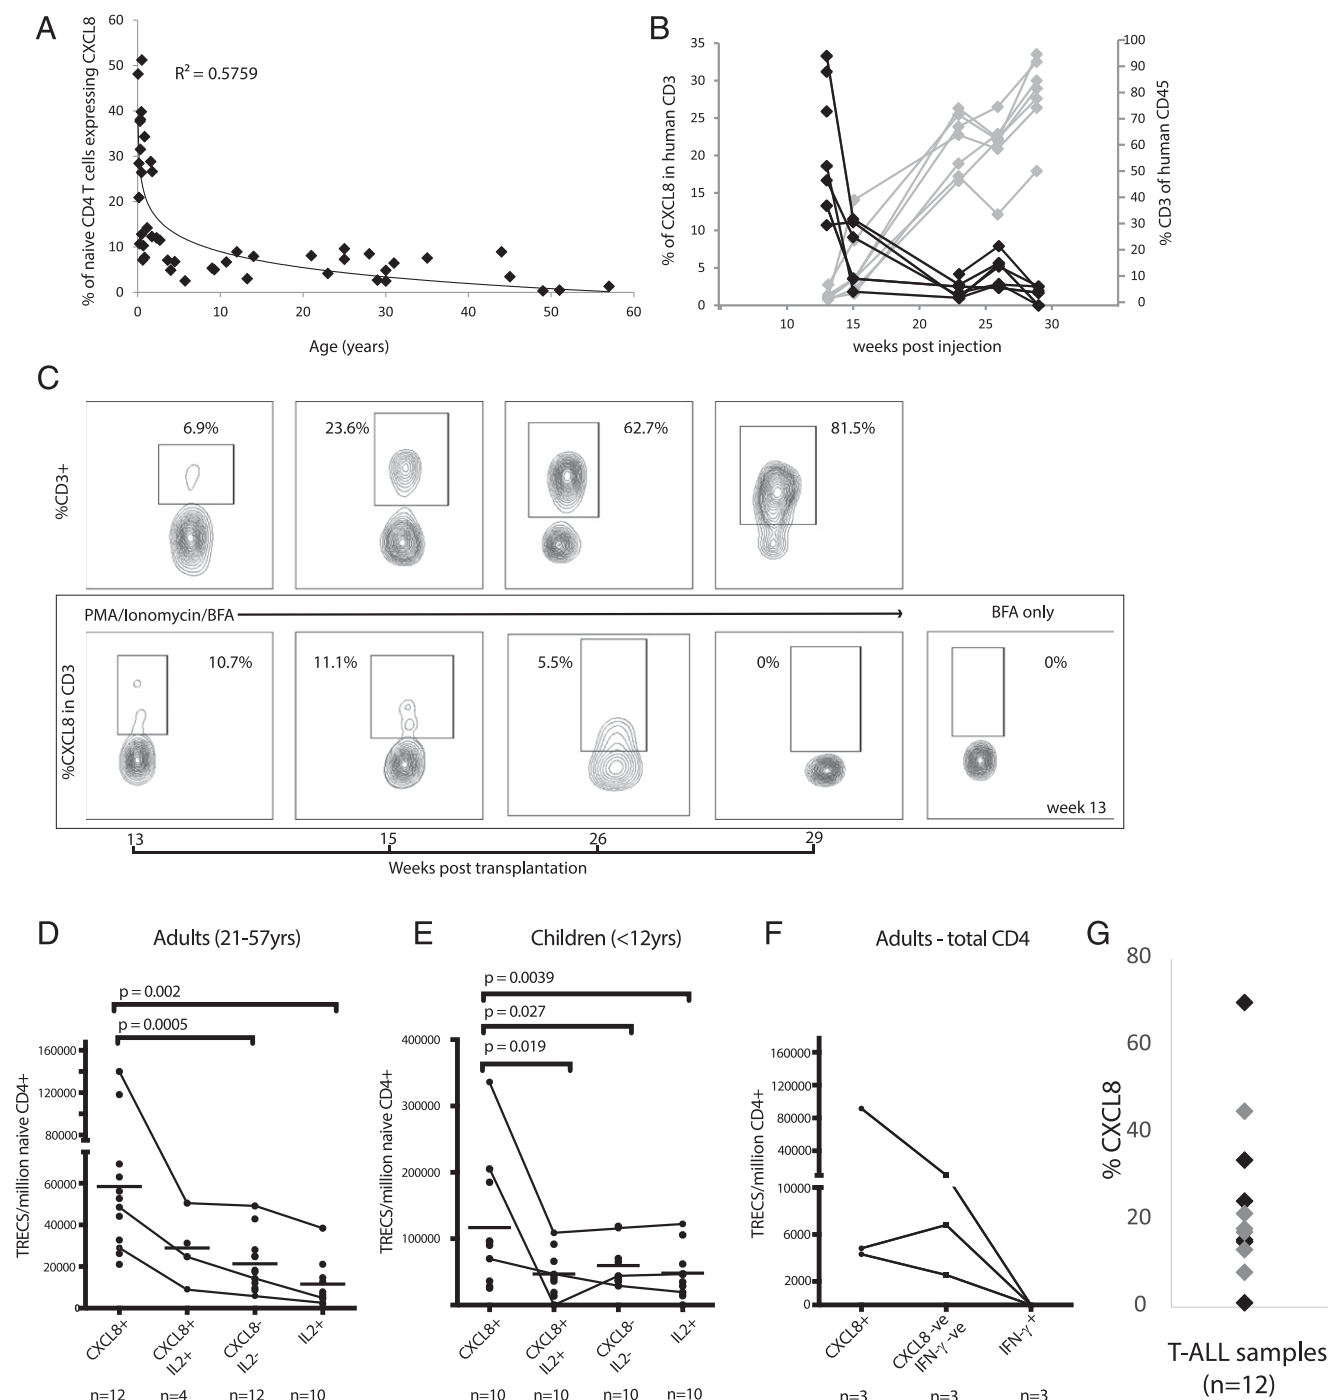 A
60
50
40
30
20
10
0
% of naive CD4 T cells expressing CXCL8
R² = 0.5759
0 10 20 30 40 50 60
Age (years)
B
35
30
25
20
15
10
5
0
% of CXCL8 in human CD3
100
90
80
70
60
50
40
30
20
10
0
% CD3 of human CD45
10 15 20 25 30
weeks post injection
C
%CD3+
6.9%
23.6%
62.7%
81.5%
PMA/Ionomycin/BFA
BFA only
%CXCL8 in CD3
10.7%
11.1%
5.5%
0%
0%
week 13
13 15 26 29
Weeks post transplantation
D
Adults (21-57yrs)
p = 0.002
p = 0.0005
160000
120000
80000
60000
40000
20000
0
TRECS/million naive CD4+
CXCL8+
CXCL8+
IL2+
CXCL8-
IL2-
IL2+
n=12 n=4 n=12 n=10
E
Children (<12yrs)
p = 0.0039
p = 0.027
p = 0.019
400000
300000
200000
100000
TRECS/million naive CD4+
CXCL8+
CXCL8+
IL2+
CXCL8-
IL2-
IL2+
n=10 n=10 n=10 n=10
F
Adults - total CD4
160000
120000
80000
40000
10000
6000
2000
0
TRECS/million CD4+
CXCL8+
CXCL8 -ve
IFN-γ -ve
IFN-γ +
n=3 n=3 n=3
G
80
60
40
20
0
% CXCL8
T-ALL samples
(n=12)